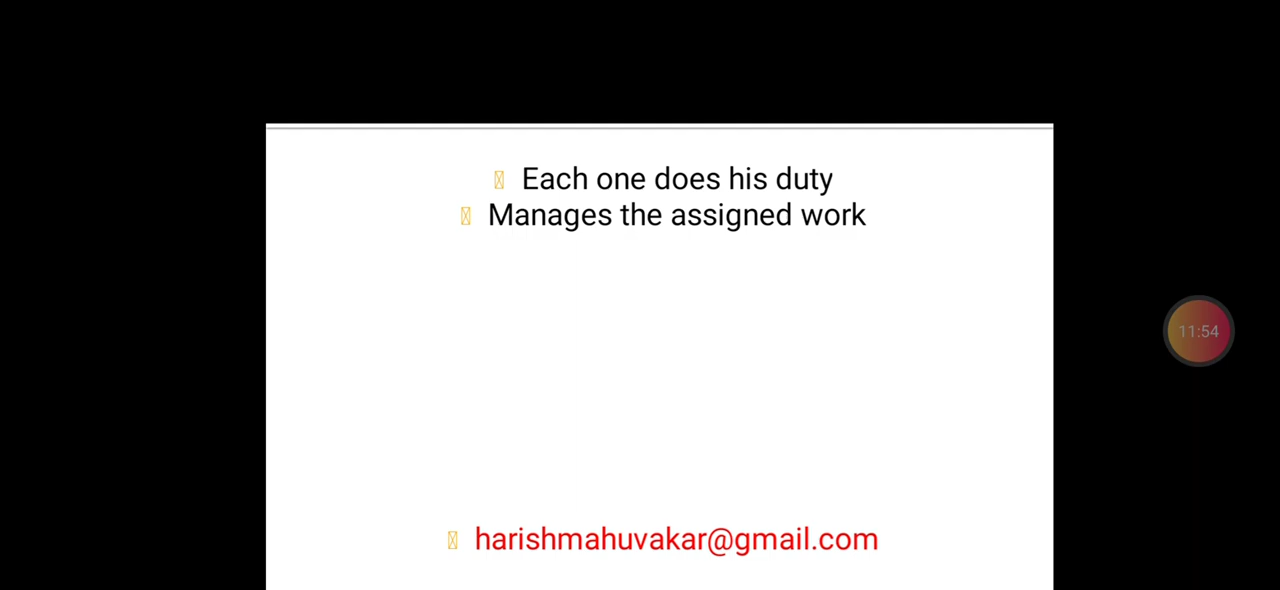 Each one does his duty
Manages the assigned work
11:54
harishmahuvakar@gmail.com